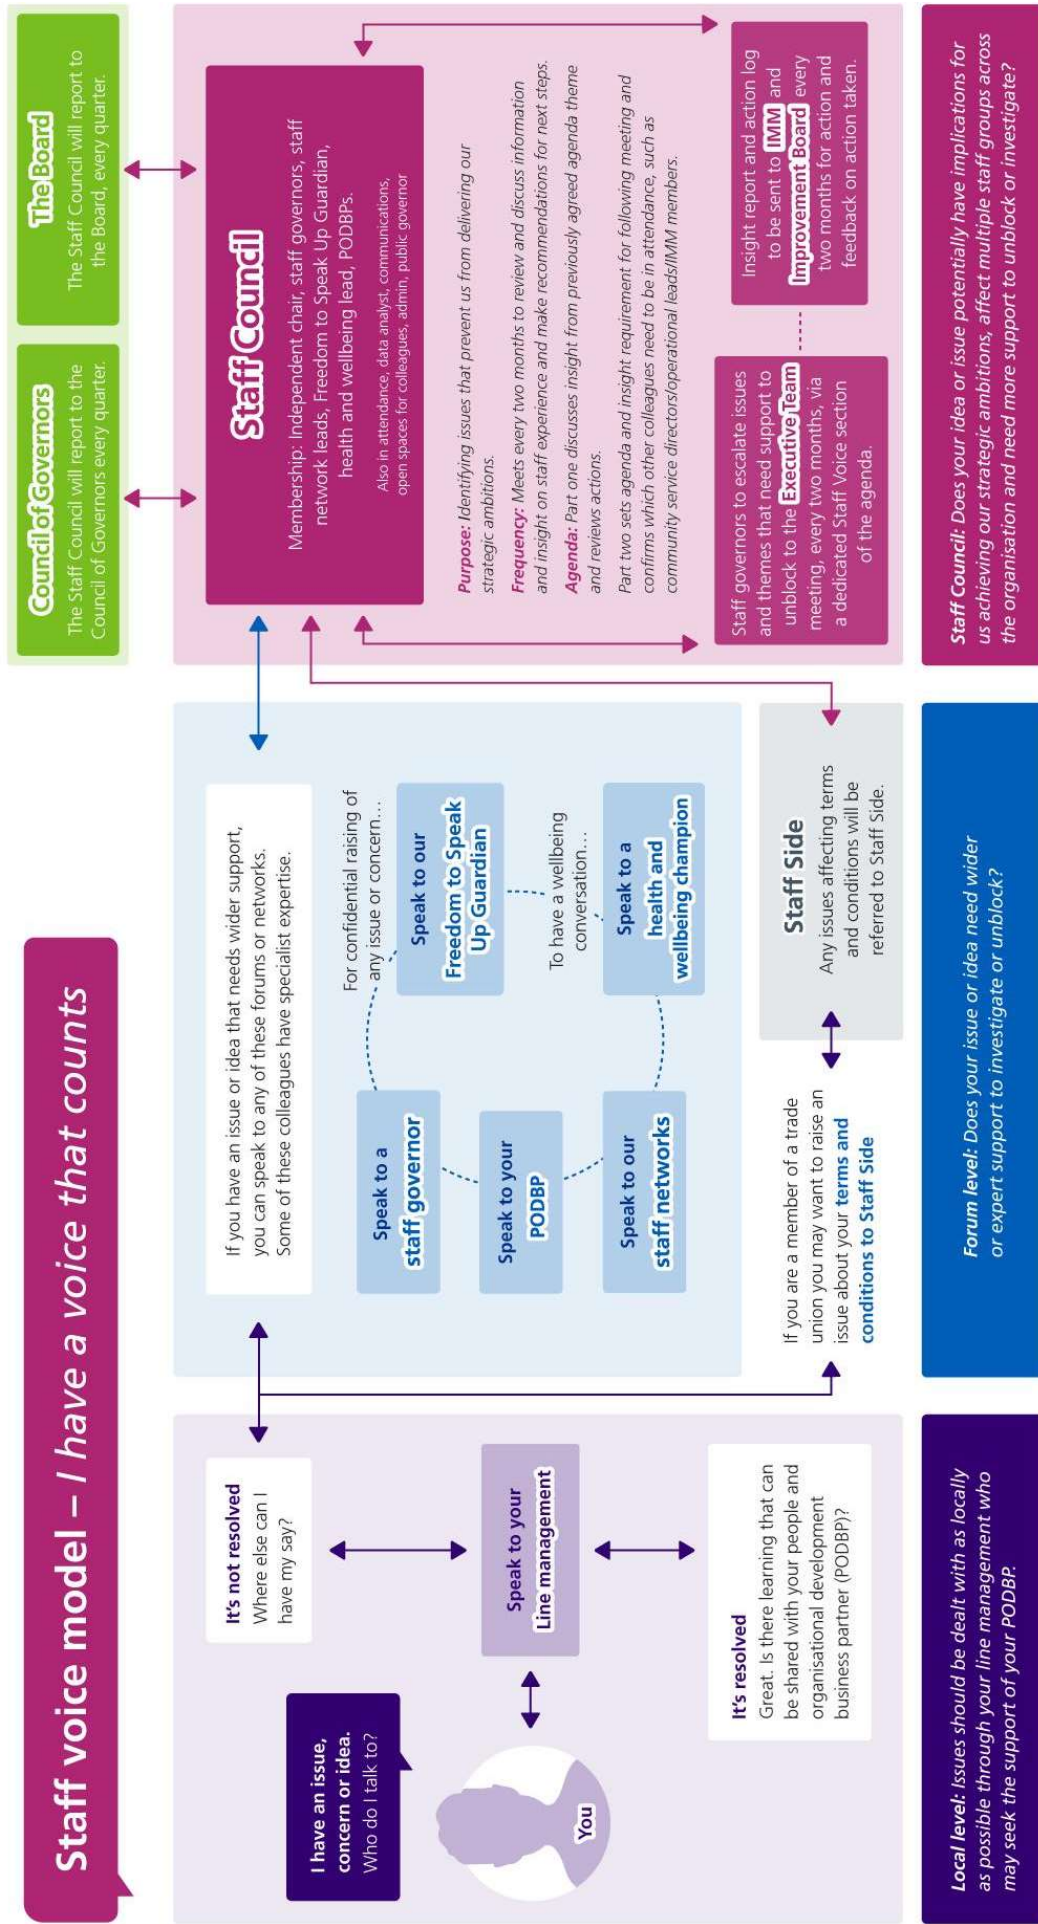 Staff voice model – I have a voice that counts
I have an issue,
concern or idea.
Who do I talk to?
You
It's not resolved
Where else can I
have my say?
Speak to your
Line management
It's resolved
Great. Is there learning that can
be shared with your people and
organisational development
business partner (PODBP)?
Local level: Issues should be dealt with as locally
as possible through your line management who
may seek the support of your PODBP.
If you have an issue or idea that needs wider support,
you can speak to any of these forums or networks.
Some of these colleagues have specialist expertise.
Speak to a
staff governor
Speak to your
PODBP
Speak to our
staff networks
For confidential raising of
any issue or concern...
Speak to our
Freedom to Speak
Up Guardian
To have a wellbeing
conversation...
Speak to a
health and
wellbeing champion
If you are a member of a trade
union you may want to raise an
issue about your terms and
conditions to Staff Side
Staff Side
Any issues affecting terms
and conditions will be
referred to Staff Side.
Forum level: Does your issue or idea need wider
or expert support to investigate or unblock?
Council of Governors
The Staff Council will report to the
Council of Governors every quarter.
The Board
The Staff Council will report to
the Board, every quarter.
Staff Council
Membership: Independent chair, staff governors, staff
network leads, Freedom to Speak Up Guardian,
health and wellbeing lead, PODBPs.
Also in attendance, data analyst, communications,
open spaces for colleagues, admin, public governor
Purpose: Identifying issues that prevent us from delivering our
strategic ambitions.
Frequency: Meets every two months to review and discuss information
and insight on staff experience and make recommendations for next steps.
Agenda: Part one discusses insight from previously agreed agenda theme
and reviews actions.
Part two sets agenda and insight requirement for following meeting and
confirms which other colleagues need to be in attendance, such as
community service directors/operational leads/IMM members.
Staff governors to escalate issues
and themes that need support to
unblock to the Executive Team
meeting, every two months, via
a dedicated Staff Voice section
of the agenda.
Insight report and action log
to be sent to IMM and
Improvement Board every
two months for action and
feedback on action taken.
Staff Council: Does your idea or issue potentially have implications for
us achieving our strategic ambitions, affect multiple staff groups across
the organisation and need more support to unblock or investigate?